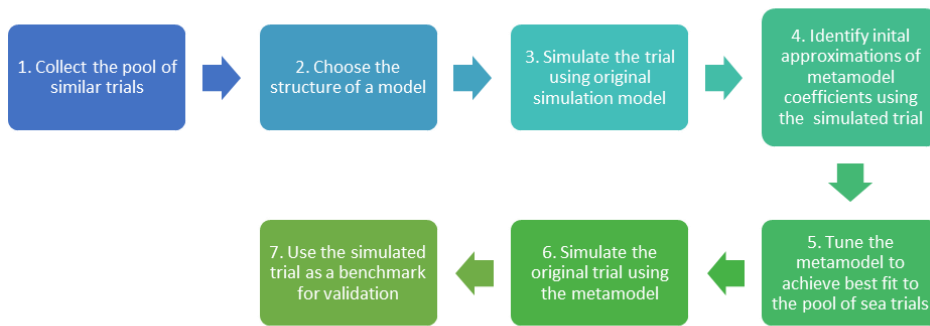 1. Collect the pool of
similar trials
2. Choose the
structure of a model
3. Simulate the trial
using original
simulation model
4. Identify inital
approximations of
metamodel
coefficients using
the simulated trial
5. Tune the
metamodel to
achieve best fit to
the pool of sea trials
6. Simulate the
original trial using
the metamodel
7. Use the simulated
trial as a benchmark
for validation